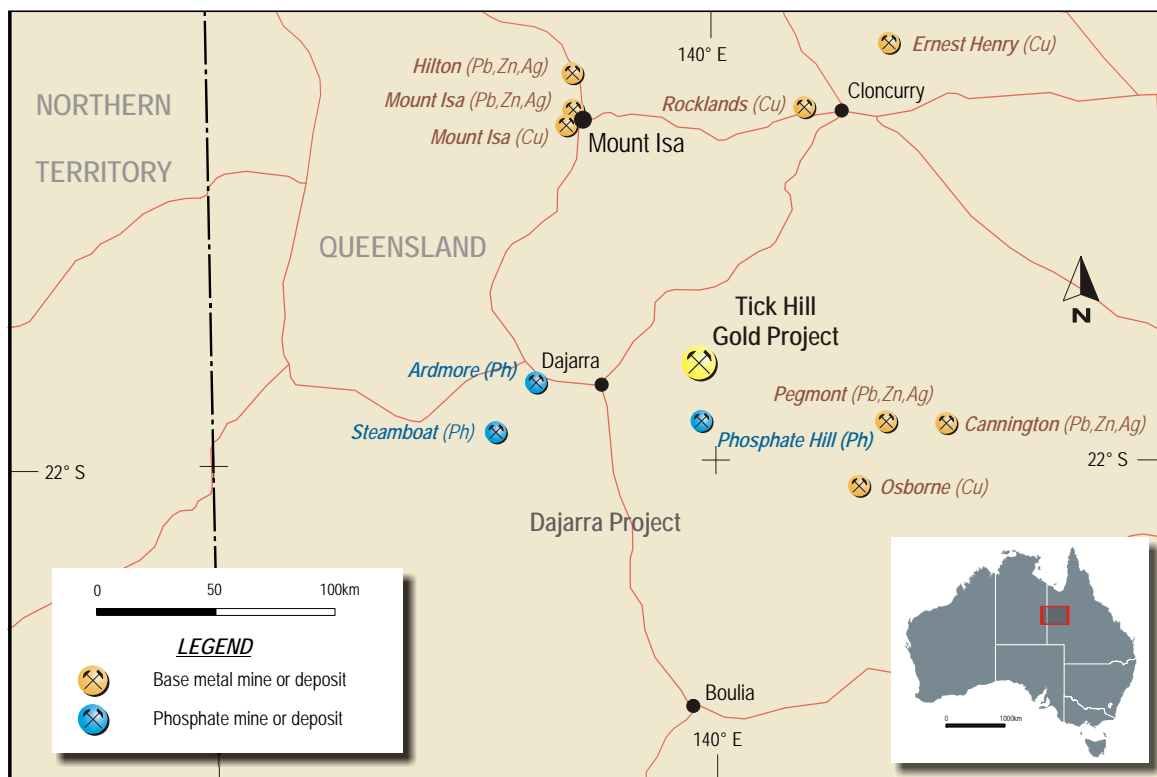 140° E
Ernest Henry (Cu)
Hilton (Pb,Zn,Ag)
NORTHERN
TERRITORY
Mount Isa (Pb,Zn,Ag)
Rocklands (Cu)
Cloncurry
Mount Isa (Cu)
Mount Isa
QUEENSLAND
N
Tick Hill
Gold Project
Dajarra
Ardmore (Ph)
Pegmont (Pb,Zn,Ag)
Steamboat (Ph)
Phosphate Hill (Ph)
Cannington (Pb,Zn,Ag)
22° S
22° S
Osborne (Cu)
Dajarra Project
0 50 100km
LEGEND
Base metal mine or deposit
Phosphate mine or deposit
Boulia
140° E
0 1000km